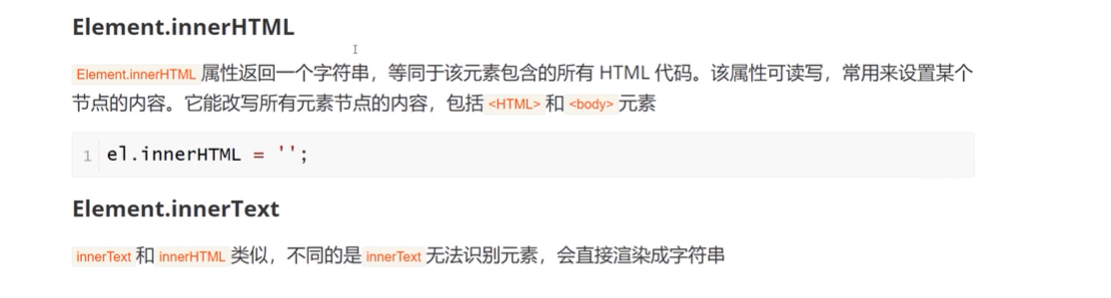 Element.innerHTML
Element.innerHTML 属性返回一个字符串，等同于该元素包含的所有 HTML 代码。该属性可读写，常用来设置某个
节点的内容。它能改写所有元素节点的内容，包括 <HTML> 和 <body> 元素
1 el.innerHTML = '';
Element.innerText
innerText 和 innerHTML 类似，不同的是 innerText 无法识别元素，会直接渲染成字符串